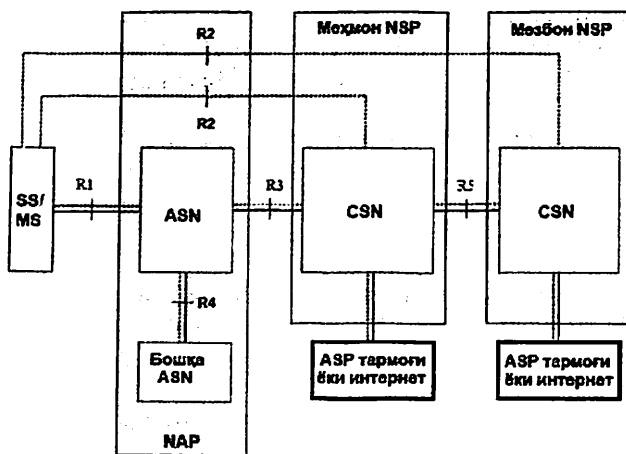 R2
Меҳмон NSP
Мезбон NSP
R2
SS/
MS
R1
ASN
R3
CSN
R5
CSN
R4
Бошқа
ASN
ASP тармоғи
ёки интернет
ASP тармоғи
ёки интернет
NAP